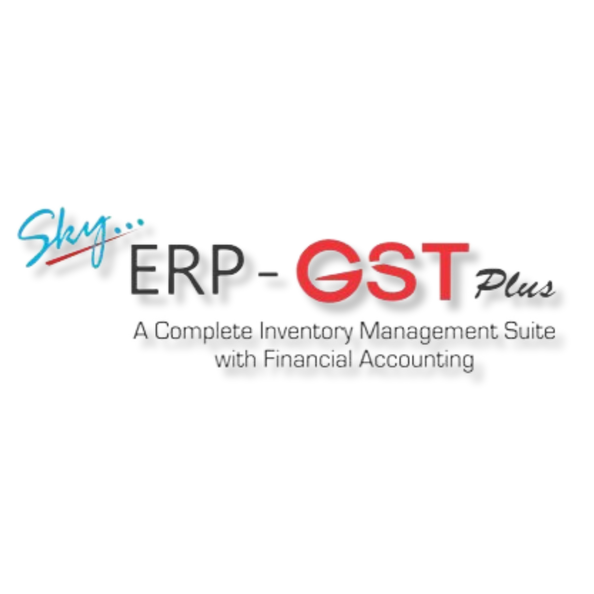 Sky...
ERP - GST Plus
A Complete Inventory Management Suite
with Financial Accounting